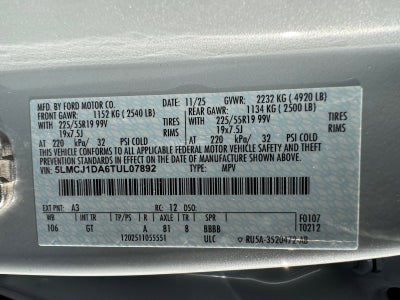 MFD. BY FORD MOTOR CO. 11/25 GVWR: 2232 KG ( 4920 LB)
FRONT GAWR: 1152 KG ( 2540 LB) REAR GAWR: 1134 KG ( 2500 LB)
WITH 225/55R19 99V WITH 225/55R19 99V
TIRES 19x7.5J TIRES 19x7.5J
RIMS RIMS
AT 220 kPa/ 32 PSI COLD AT 220 kPa/ 32 PSI COLD
THIS VEHICLE CONFORMS TO ALL APPLICABLE FEDERAL MOTOR VEHICLE SAFETY AND THEFT PREVENTION STANDARDS IN EFFECT ON THE DATE OF MANUFACTURE SHOWN ABOVE.
VIN: 5LMCJ1DA6TUL07892 TYPE: MPV
EXT PNT: A3 RC: 12 DSO: F0107
WB INT TR TP/PS R AXLE TR SPR T0212
106 GT A 81 8 BBBB
1202511055551 ULC RU5A-3520472-AB